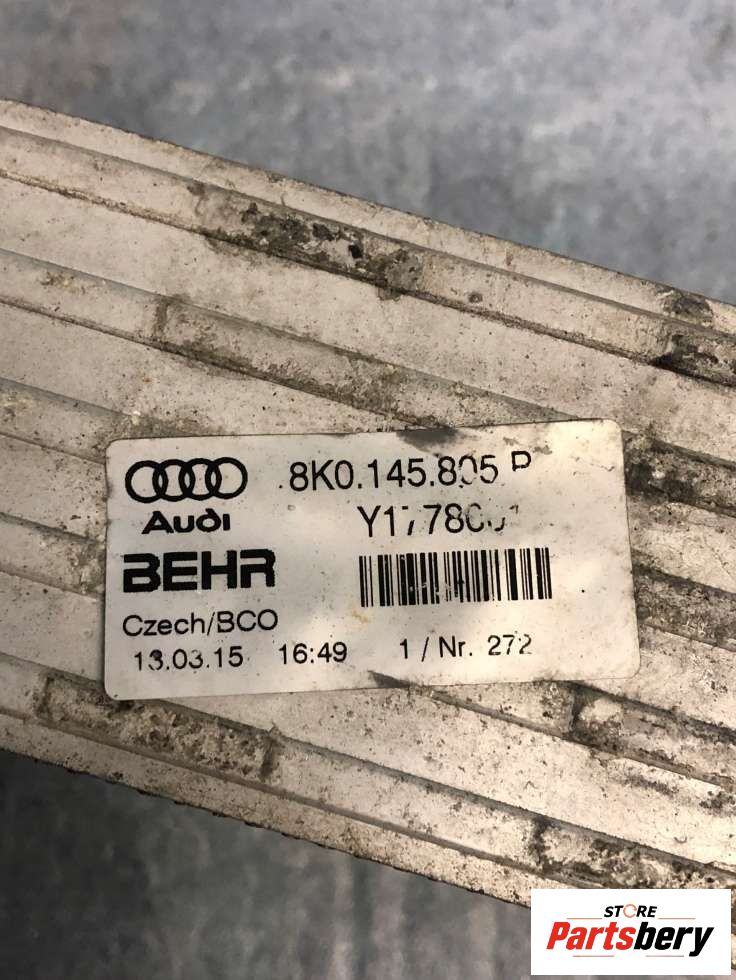 8K0.145.805 P
Audi
BEHR
Czech/BCO
13.03.15 16:49 1 / Nr. 272
STORE
Partsbery